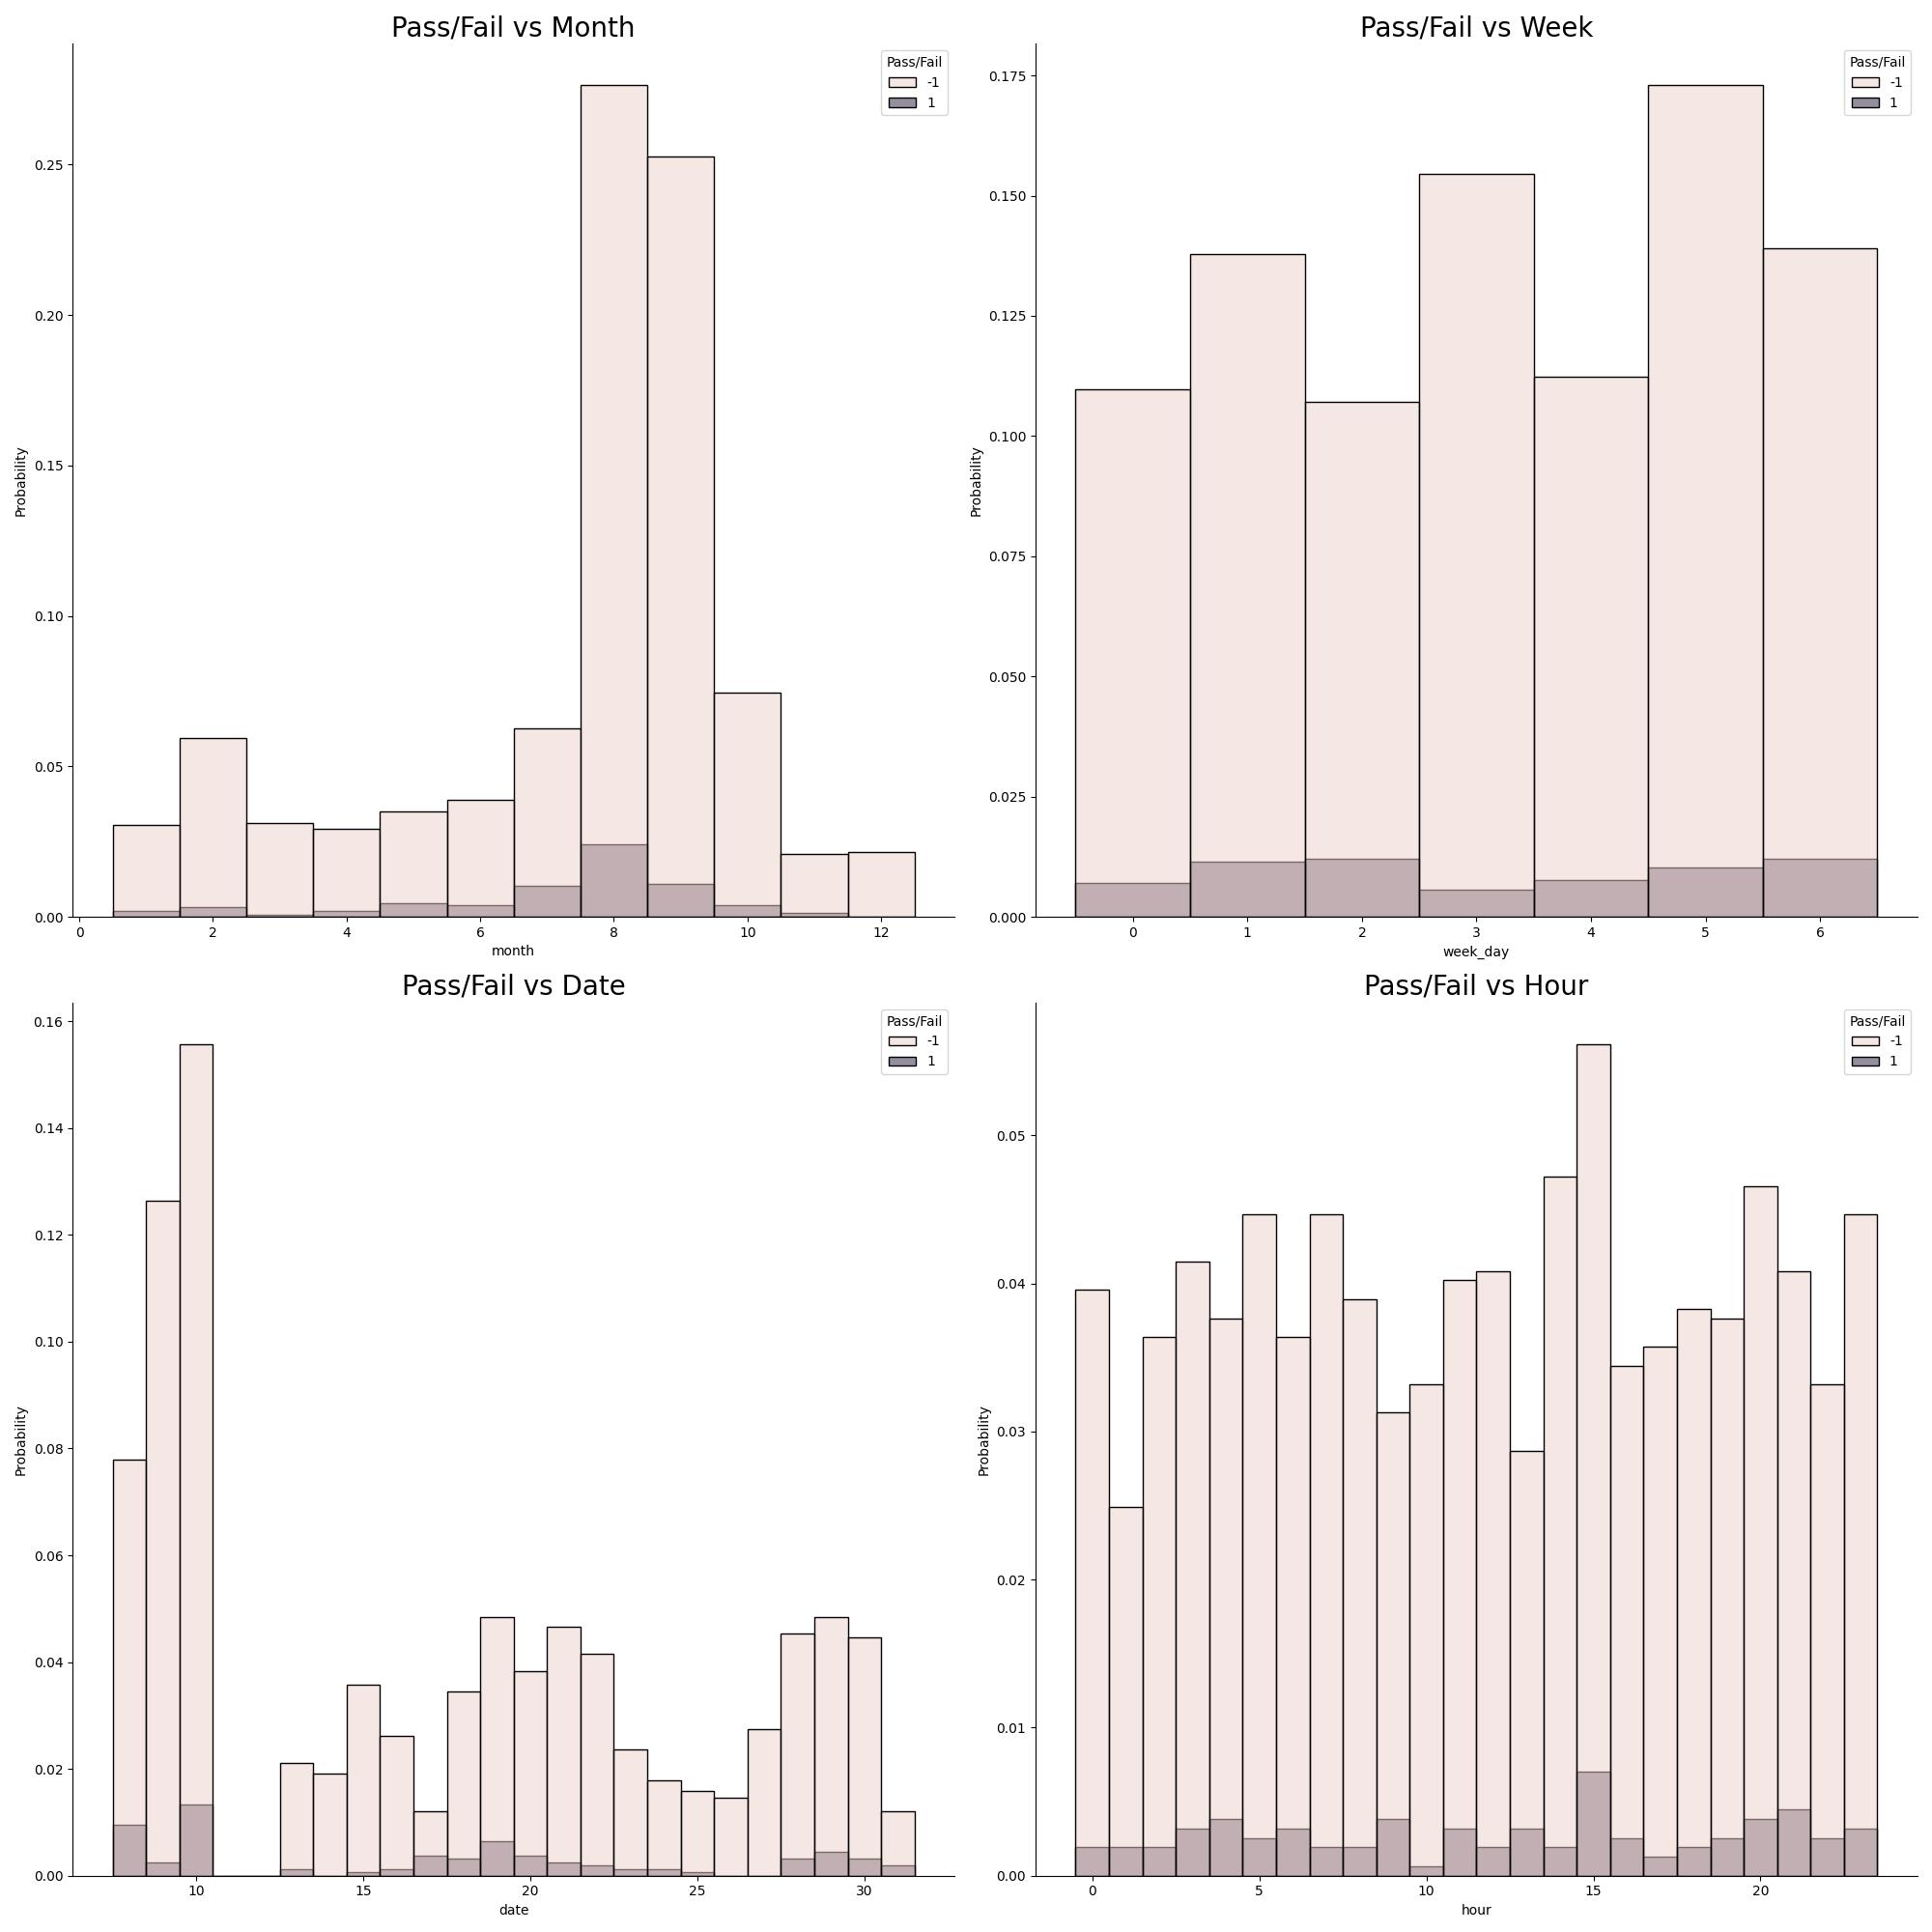 Pass/Fail vs Month
Pass/Fail
-1
1
0.25
0.20
0.15
0.10
0.05
0.00
Probability
0 2 4 6 8 10 12
month
Pass/Fail vs Week
Pass/Fail
-1
1
0.175
0.150
0.125
0.100
0.075
0.050
0.025
0.000
Probability
0 1 2 3 4 5 6
week_day
Pass/Fail vs Date
Pass/Fail
-1
1
0.16
0.14
0.12
0.10
0.08
0.06
0.04
0.02
0.00
Probability
10 15 20 25 30
date
Pass/Fail vs Hour
Pass/Fail
-1
1
0.05
0.04
0.03
0.02
0.01
0.00
Probability
0 5 10 15 20
hour